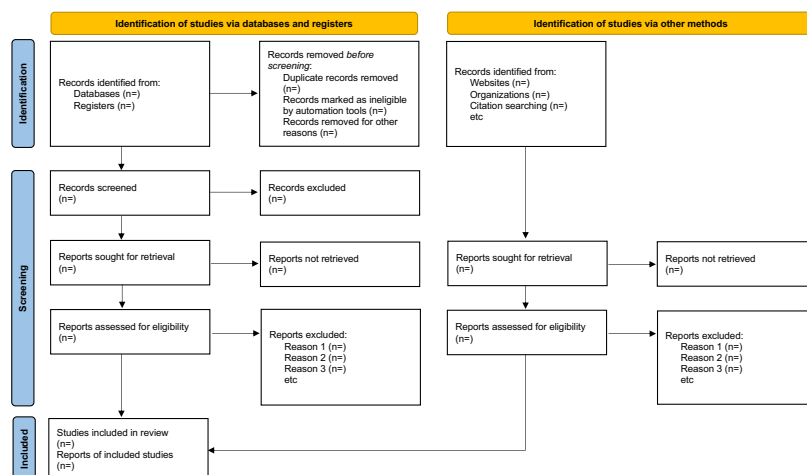 Identification of studies via databases and registers
Identification of studies via other methods
Identification
Records identified from:
Databases (n=)
Registers (n=)
Records removed before
screening:
Duplicate records removed
(n=)
Records marked as ineligible
by automation tools (n=)
Records removed for other
reasons (n=)
Records identified from:
Websites (n=)
Organizations (n=)
Citation searching (n=)
etc
Screening
Records screened
(n=)
Records excluded
(n=)
Reports sought for retrieval
(n=)
Reports not retrieved
(n=)
Reports sought for retrieval
(n=)
Reports not retrieved
(n=)
Reports assessed for eligibility
(n=)
Reports excluded:
Reason 1 (n=)
Reason 2 (n=)
Reason 3 (n=)
etc
Reports assessed for eligibility
(n=)
Reports excluded:
Reason 1 (n=)
Reason 2 (n=)
Reason 3 (n=)
etc
Included
Studies included in review
(n=)
Reports of included studies
(n=)